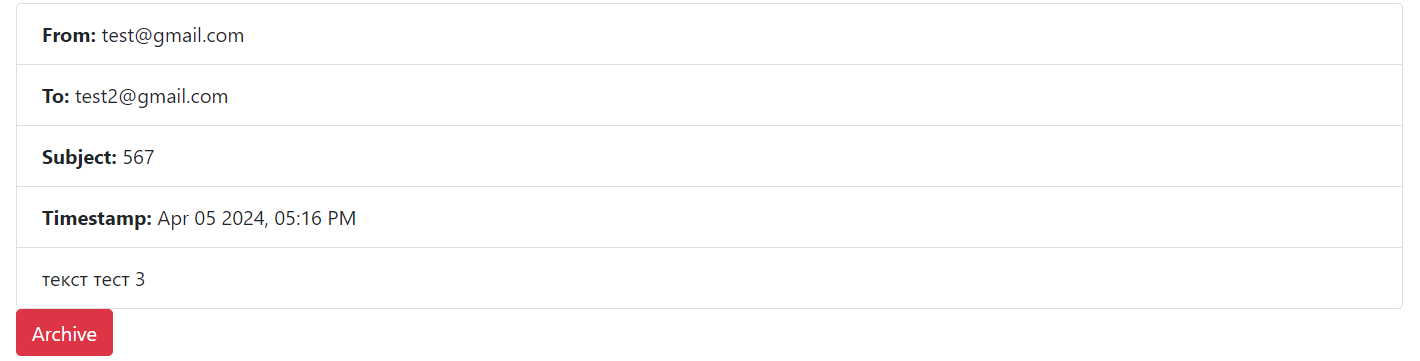 From: test@gmail.com
To: test2@gmail.com
Subject: 567
Timestamp: Apr 05 2024, 05:16 PM
текст тест 3
Archive